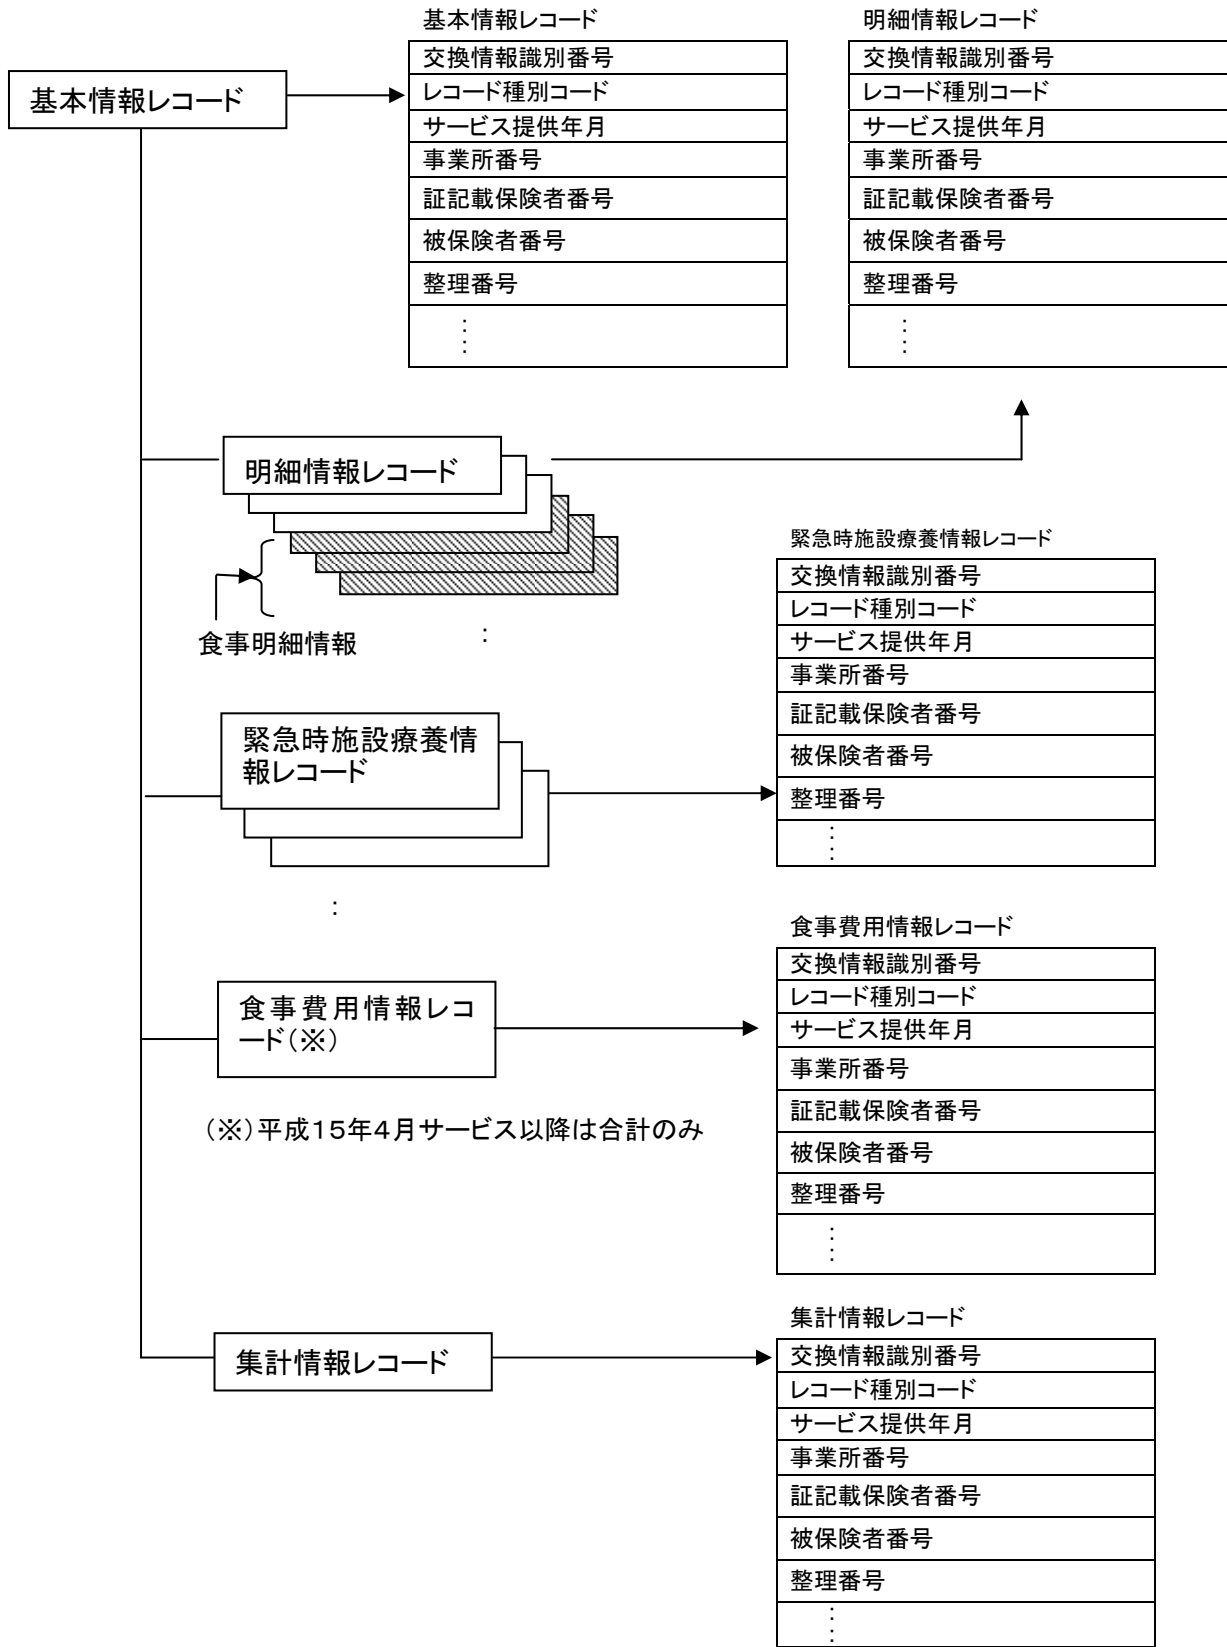 基本情報レコード
基本情報レコード
交換情報識別番号
レコード種別コード
サービス提供年月
事業所番号
証記載保険者番号
被保険者番号
整理番号
:
:
明細情報レコード
交換情報識別番号
レコード種別コード
サービス提供年月
事業所番号
証記載保険者番号
被保険者番号
整理番号
:
:
明細情報レコード
食事明細情報
:
緊急時施設療養情
報レコード
:
緊急時施設療養情報レコード
交換情報識別番号
レコード種別コード
サービス提供年月
事業所番号
証記載保険者番号
被保険者番号
整理番号
:
:
食事費用情報レコ
ード(※)
(※)平成15年4月サービス以降は合計のみ
食事費用情報レコード
交換情報識別番号
レコード種別コード
サービス提供年月
事業所番号
証記載保険者番号
被保険者番号
整理番号
:
:
集計情報レコード
集計情報レコード
交換情報識別番号
レコード種別コード
サービス提供年月
事業所番号
証記載保険者番号
被保険者番号
整理番号
:
: